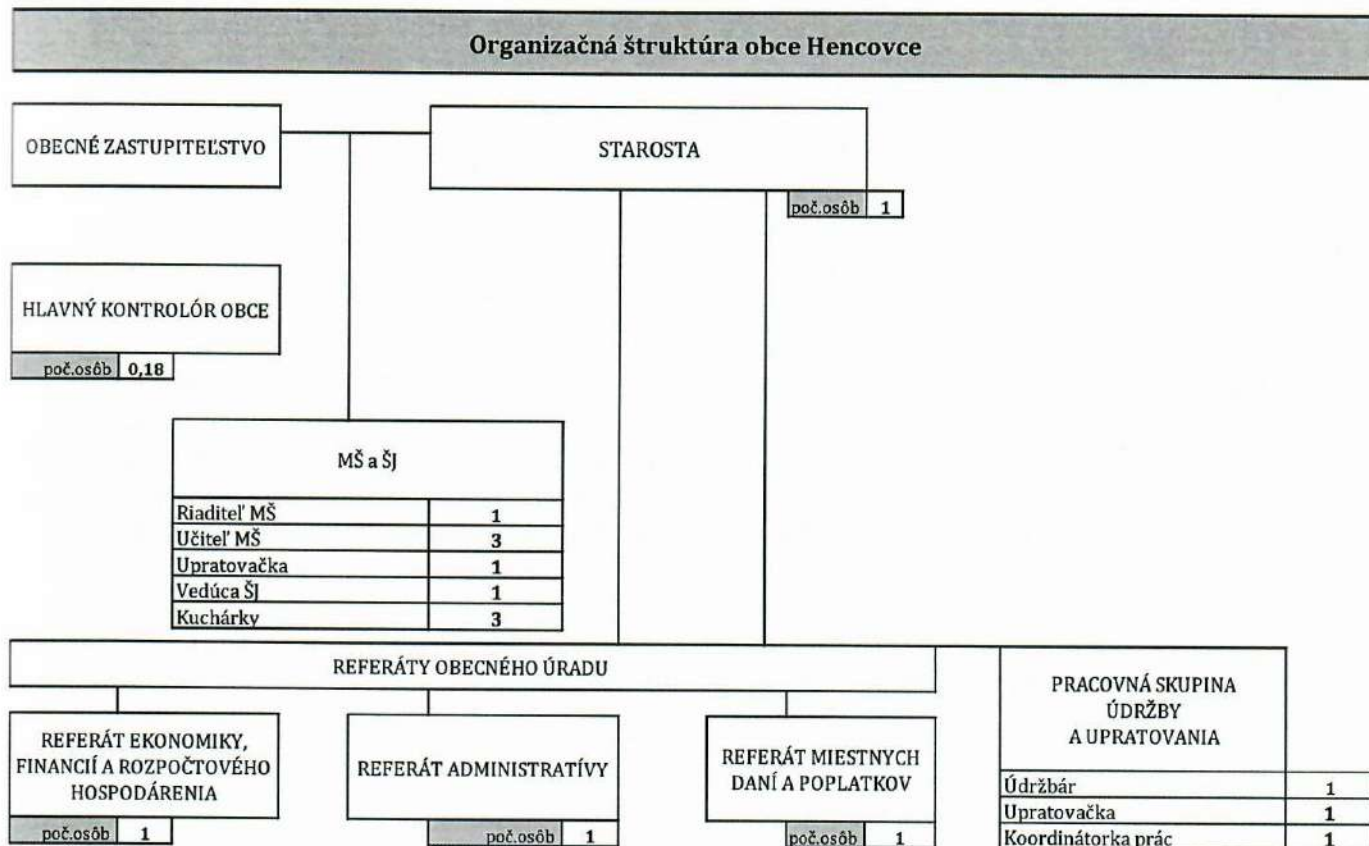 Organizačná štruktúra obce Hencovce
OBECNÉ ZASTUPITEĽSTVO
STAROSTA
poč.osôb 1
HLAVNÝ KONTROLÓR OBCE
poč.osôb 0,18
MŠ a ŠJ
Riaditeľ MŠ 1
Učiteľ MŠ 3
Upratovačka 1
Vedúca ŠJ 1
Kuchárky 3
REFERÁTY OBECNÉHO ÚRADU
REFERÁT EKONOMIKY,
FINANCIÍ A ROZPOČTOVÉHO
HOSPODÁRENIA
poč.osôb 1
REFERÁT ADMINISTRATÍVY
poč.osôb 1
REFERÁT MIESTNYCH
DANÍ A POPLATKOV
poč.osôb 1
PRACOVNÁ SKUPINA
ÚDRŽBY
A UPRATOVANIA
Údržbár 1
Upratovačka 1
Koordinátorka prác 1